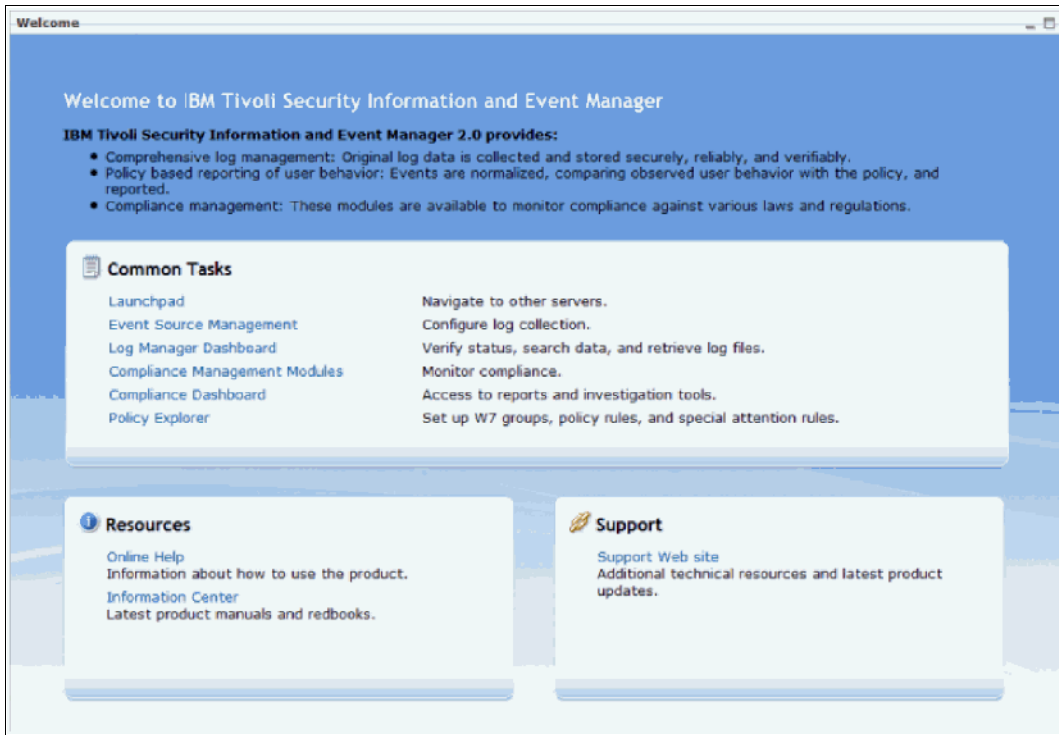 Welcome
Welcome to IBM Tivoli Security Information and Event Manager
IBM Tivoli Security Information and Event Manager 2.0 provides:
• Comprehensive log management: Original log data is collected and stored securely, reliably, and verifiably.
• Policy based reporting of user behavior: Events are normalized, comparing observed user behavior with the policy, and
reported.
• Compliance management: These modules are available to monitor compliance against various laws and regulations.
Common Tasks
Launchpad Navigate to other servers.
Event Source Management Configure log collection.
Log Manager Dashboard Verify status, search data, and retrieve log files.
Compliance Management Modules Monitor compliance.
Compliance Dashboard Access to reports and investigation tools.
Policy Explorer Set up W7 groups, policy rules, and special attention rules.
Resources
Online Help
Information about how to use the product.
Information Center
Latest product manuals and redbooks.
Support
Support Web site
Additional technical resources and latest product
updates.